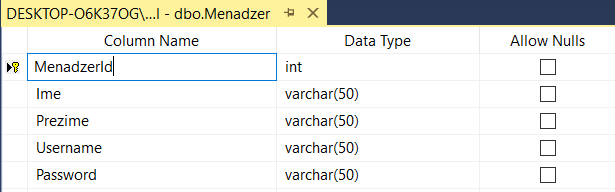 DESKTOP-O6K37OG\...l - dbo.Menadzer
Column Name Data Type Allow Nulls
MenadzerId int
Ime varchar(50)
Prezime varchar(50)
Username varchar(50)
Password varchar(50)